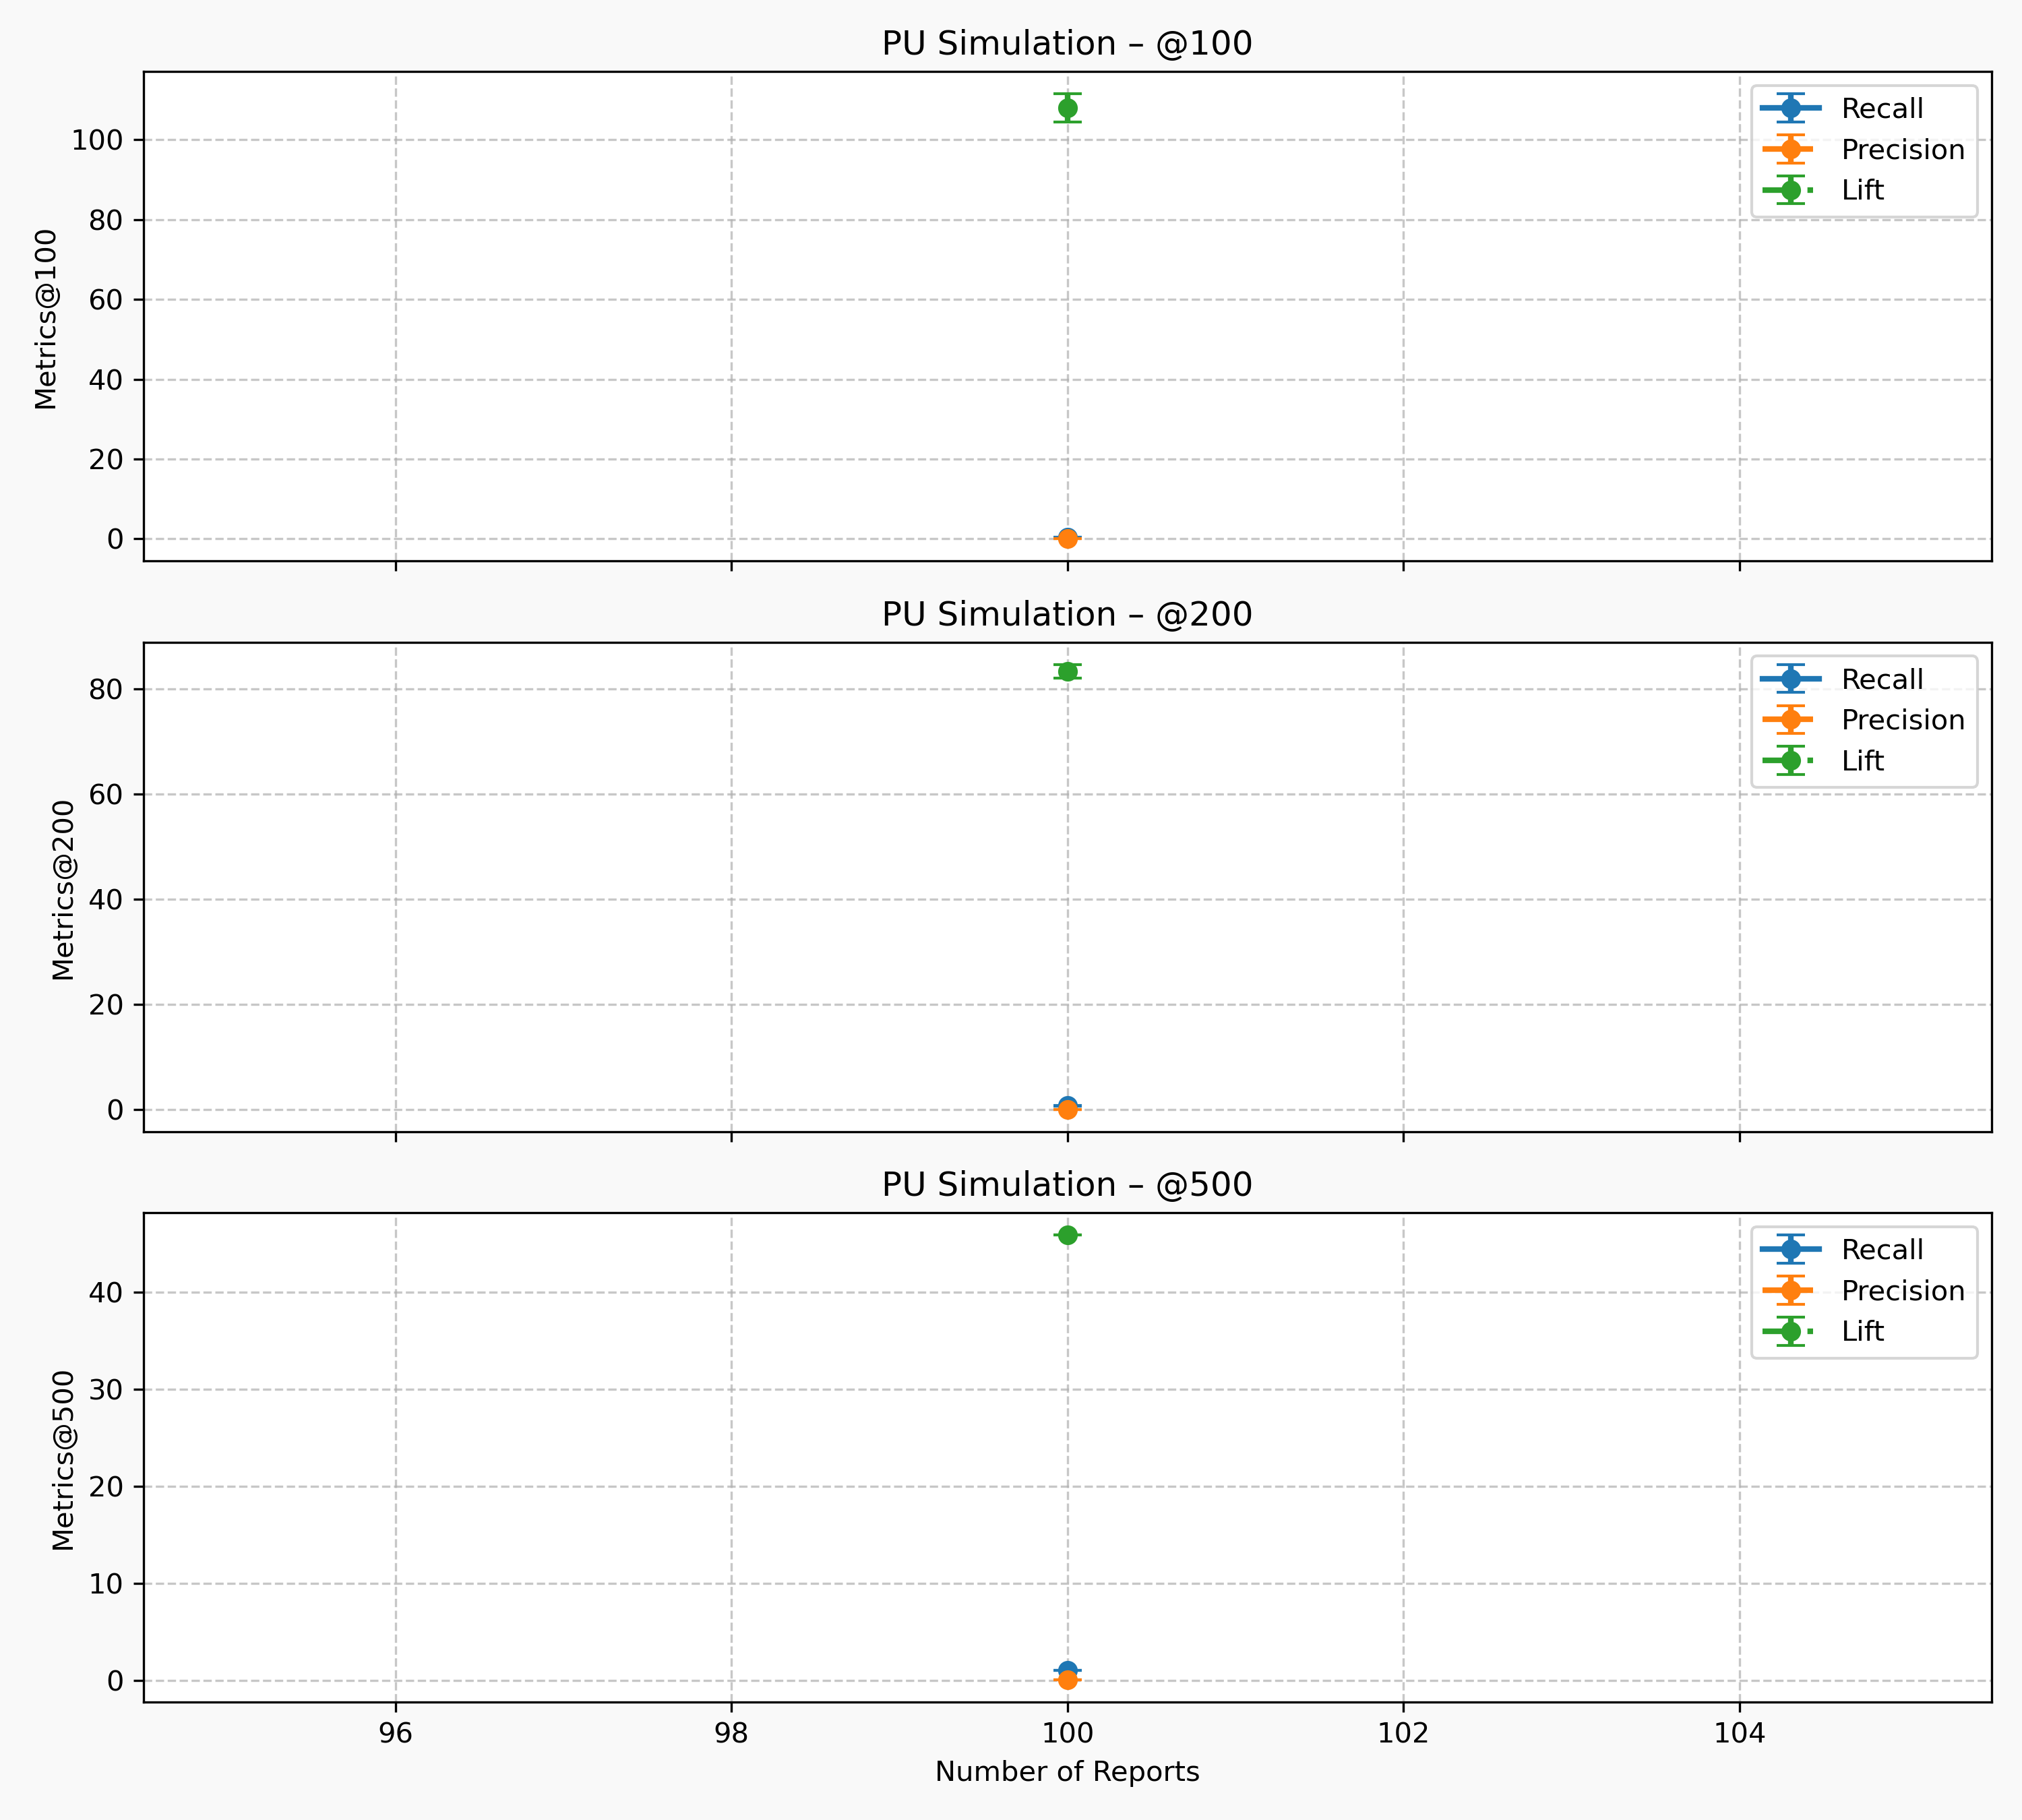 PU Simulation – @100
Metrics@100
100
80
60
40
20
0
Recall
Precision
Lift
PU Simulation – @200
Metrics@200
80
60
40
20
0
Recall
Precision
Lift
PU Simulation – @500
Metrics@500
40
30
20
10
0
Recall
Precision
Lift
96 98 100 102 104
Number of Reports